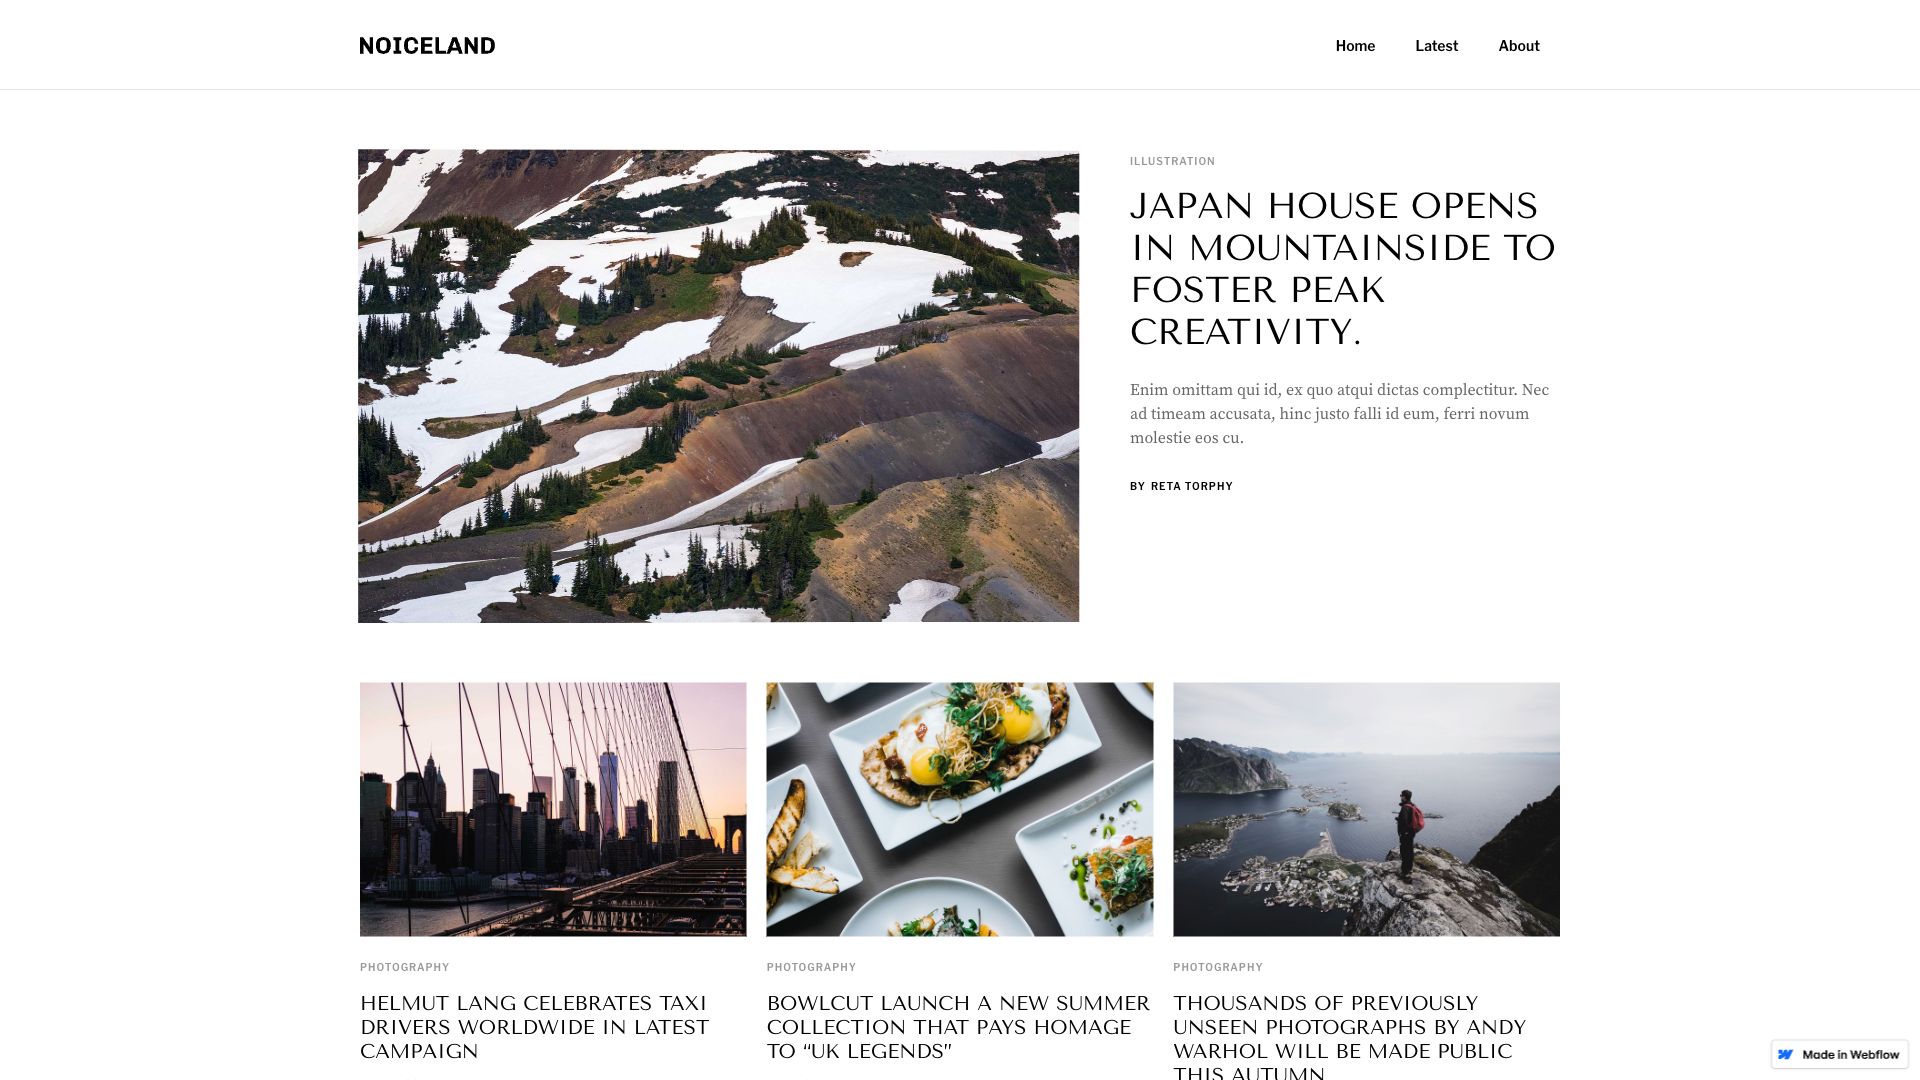 NOICELAND
Home
Latest
About
ILLUSTRATION
JAPAN HOUSE OPENS
IN MOUNTAINSIDE TO
FOSTER PEAK
CREATIVITY.
Enim omittam qui id, ex quo atqui dictas complectitur. Nec
ad timeam accusata, hinc justo falli id eum, ferri novum
molestie eos cu.
BY RETA TORPHY
PHOTOGRAPHY
HELMUT LANG CELEBRATES TAXI
DRIVERS WORLDWIDE IN LATEST
CAMPAIGN
PHOTOGRAPHY
BOWLCUT LAUNCH A NEW SUMMER
COLLECTION THAT PAYS HOMAGE
TO “UK LEGENDS”
PHOTOGRAPHY
THOUSANDS OF PREVIOUSLY
UNSEEN PHOTOGRAPHS BY ANDY
WARHOL WILL BE MADE PUBLIC
THIS AUTUMN
Made in Webflow